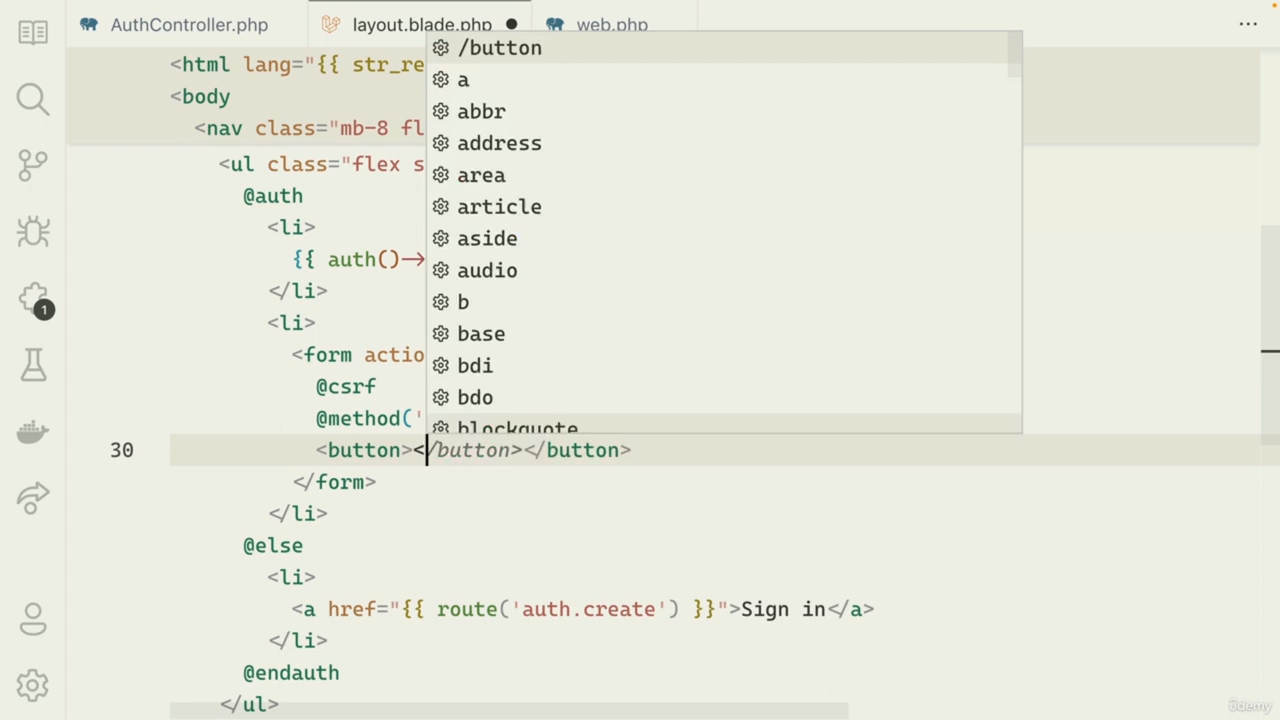 AuthController.php
layout.blade.php
web.php
<html lang="{{ str_re
<body
<nav class="mb-8 fl
<ul class="flex s
@auth
<li>
{{ auth()->
</li>
<li>
<form actio
@csrf
@method('
30
<button></button></button>
</form>
</li>
@else
<li>
<a href="{{ route('auth.create') }}">Sign in</a>
</li>
@endauth
</ul>
/button
a
abbr
address
area
article
aside
audio
b
base
bdi
bdo
blockquote
1
ûdemy